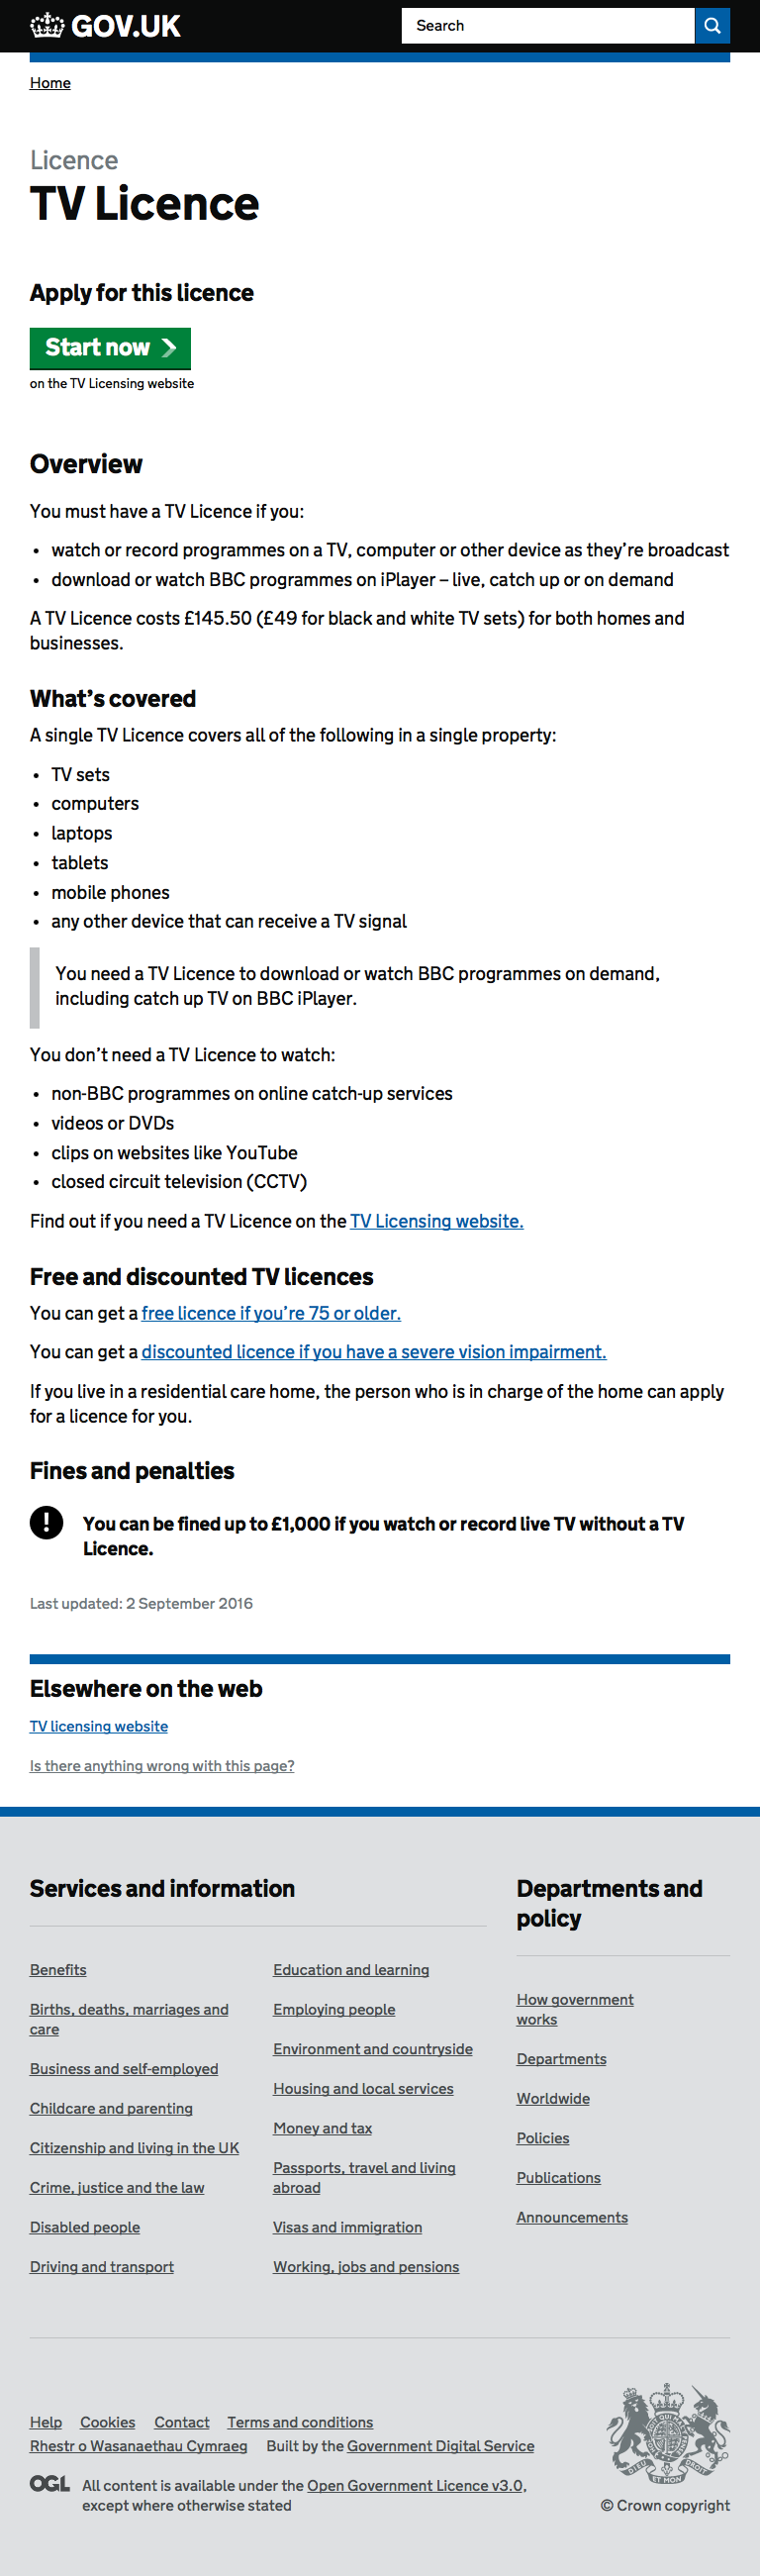 GOV.UK
Search
Home
Licence
TV Licence
Apply for this licence
Start now
on the TV Licensing website
Overview
You must have a TV Licence if you:
• watch or record programmes on a TV, computer or other device as they’re broadcast
• download or watch BBC programmes on iPlayer – live, catch up or on demand
A TV Licence costs £145.50 (£49 for black and white TV sets) for both homes and
businesses.
What’s covered
A single TV Licence covers all of the following in a single property:
• TV sets
• computers
• laptops
• tablets
• mobile phones
• any other device that can receive a TV signal
You need a TV Licence to download or watch BBC programmes on demand,
including catch up TV on BBC iPlayer.
You don’t need a TV Licence to watch:
• non-BBC programmes on online catch-up services
• videos or DVDs
• clips on websites like YouTube
• closed circuit television (CCTV)
Find out if you need a TV Licence on the TV Licensing website.
Free and discounted TV licences
You can get a free licence if you’re 75 or older.
You can get a discounted licence if you have a severe vision impairment.
If you live in a residential care home, the person who is in charge of the home can apply
for a licence for you.
Fines and penalties
! You can be fined up to £1,000 if you watch or record live TV without a TV
Licence.
Last updated: 2 September 2016
Elsewhere on the web
TV licensing website
Is there anything wrong with this page?
Services and information
Benefits
Births, deaths, marriages and
care
Business and self-employed
Childcare and parenting
Citizenship and living in the UK
Crime, justice and the law
Disabled people
Driving and transport
Education and learning
Employing people
Environment and countryside
Housing and local services
Money and tax
Passports, travel and living
abroad
Visas and immigration
Working, jobs and pensions
Departments and
policy
How government
works
Departments
Worldwide
Policies
Publications
Announcements
Help Cookies Contact Terms and conditions
Rhestr o Wasanaethau Cymraeg Built by the Government Digital Service
OGL All content is available under the Open Government Licence v3.0,
except where otherwise stated
DIEU ET MON DROIT
© Crown copyright